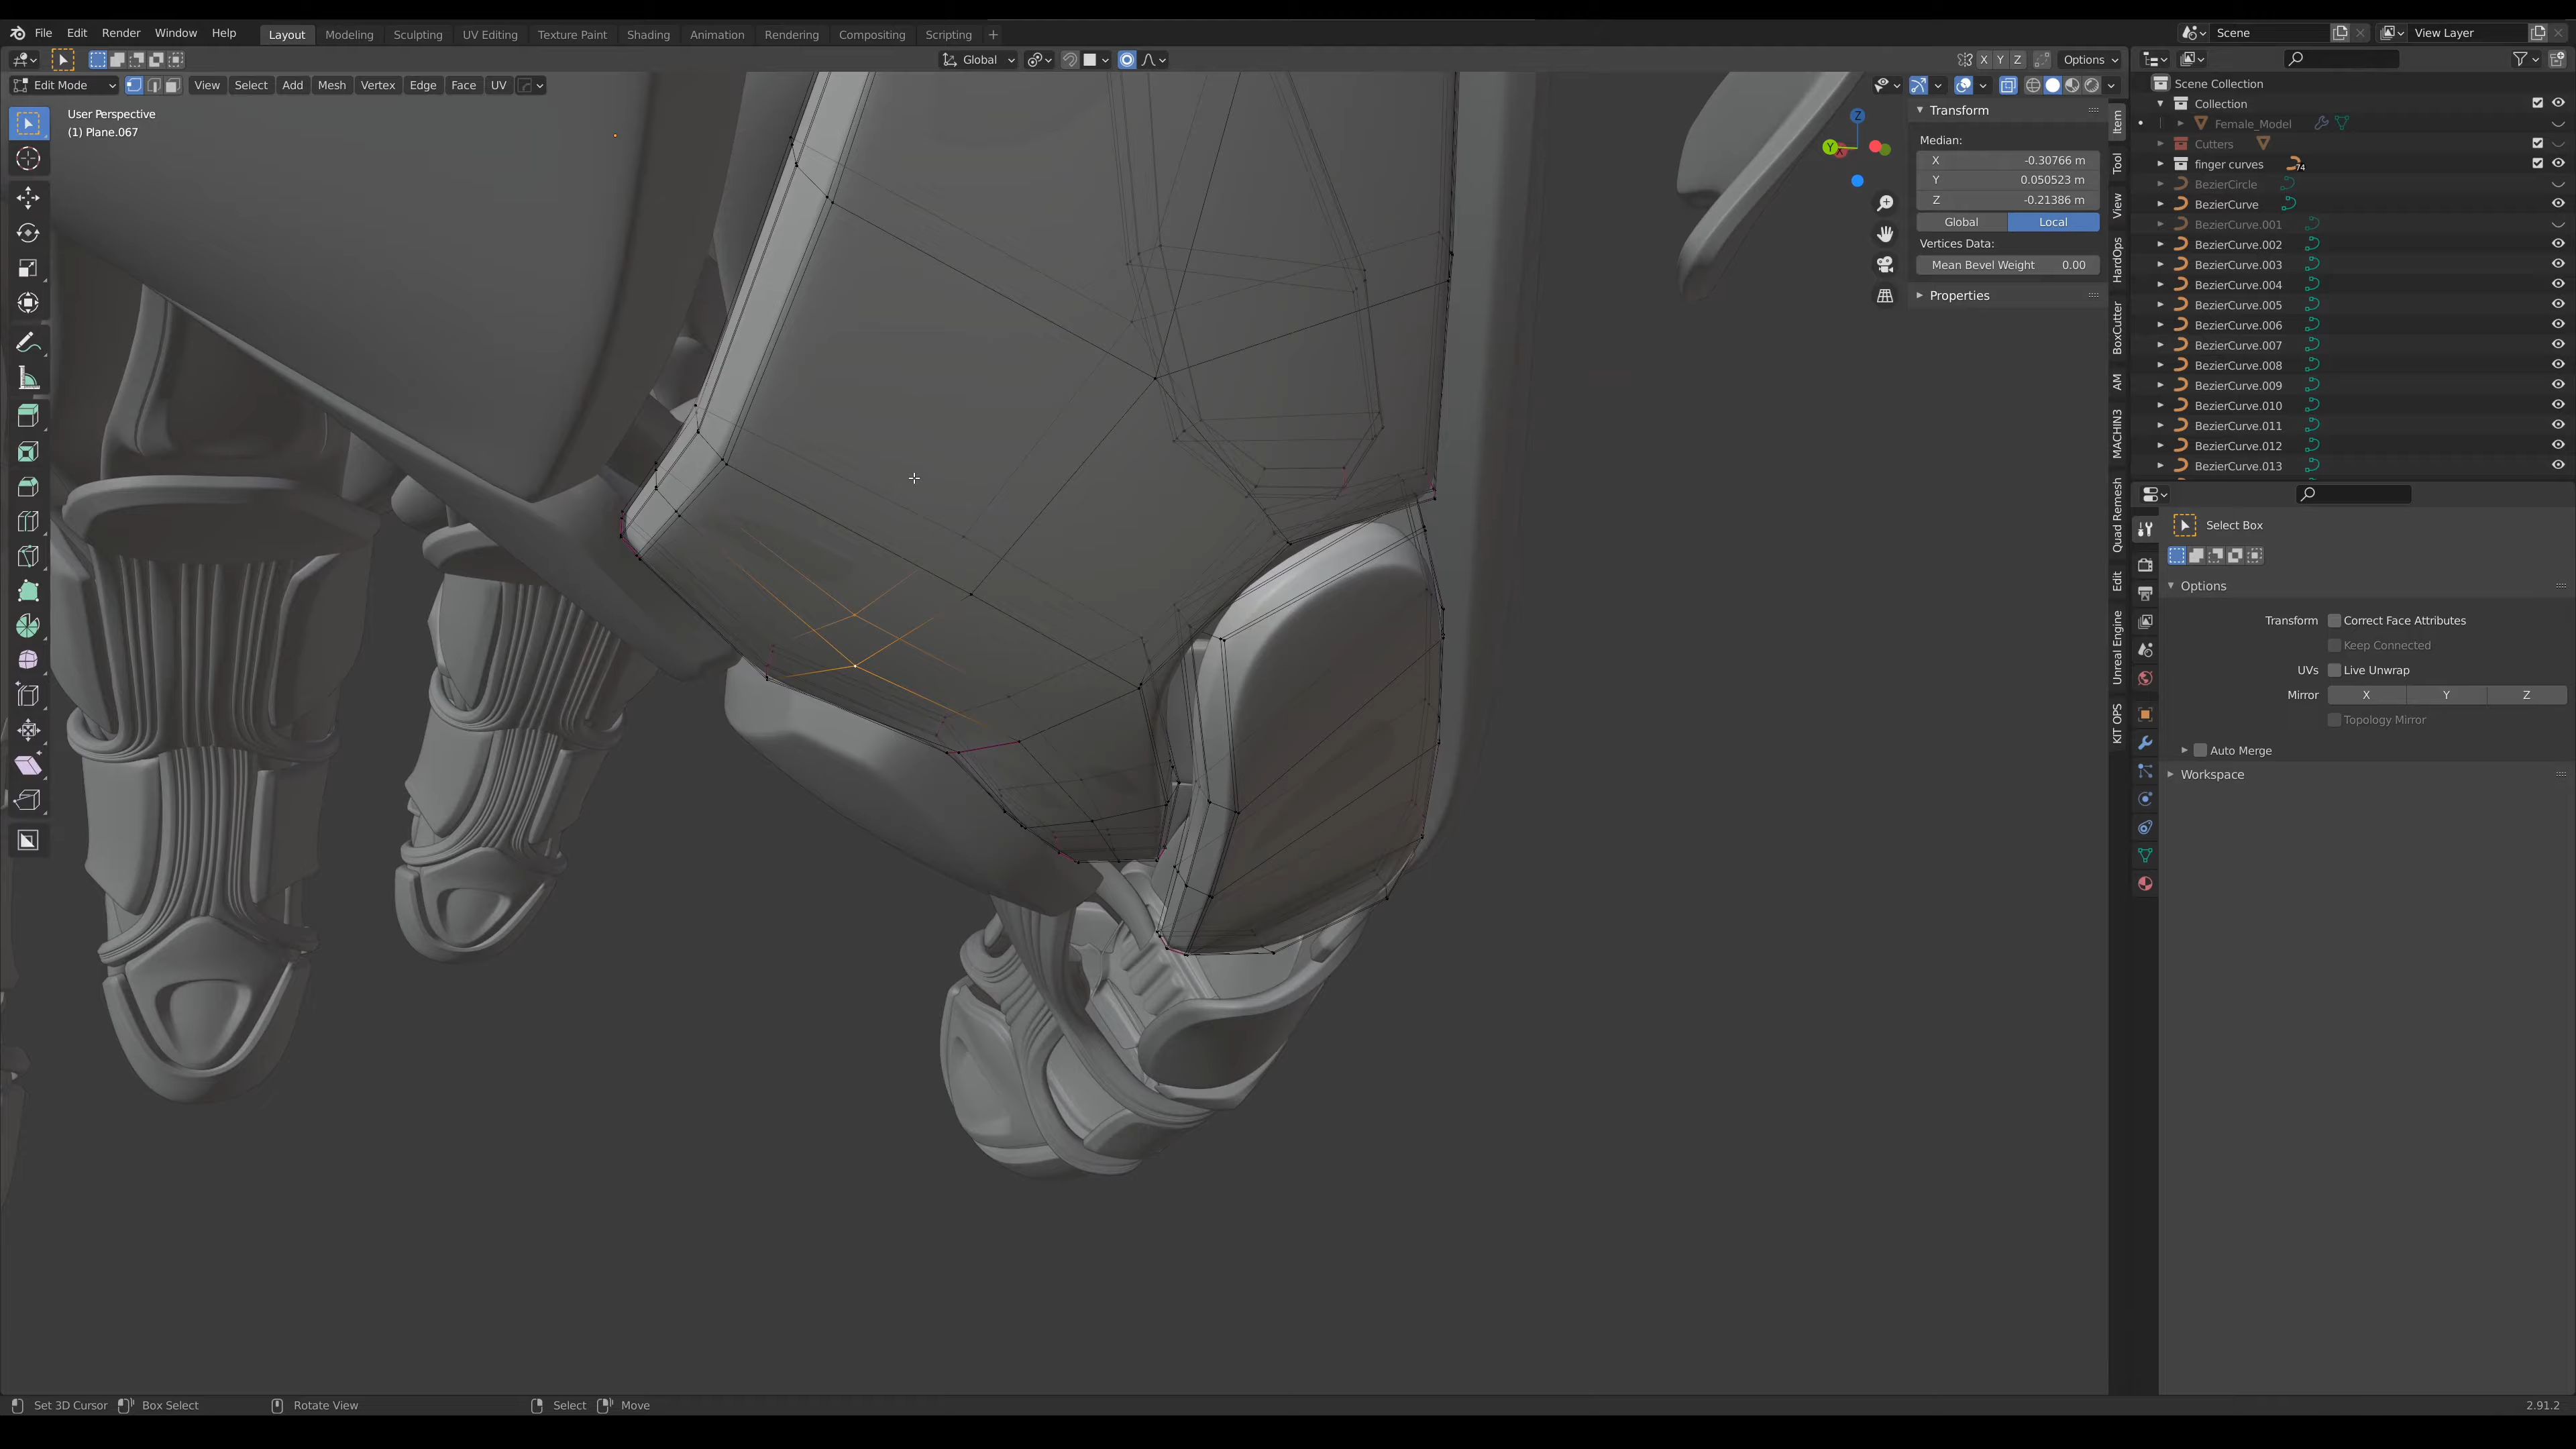 File Edit Render Window Help Layout Modeling Sculpting UV Editing Texture Paint Shading Animation Rendering Compositing Scripting + Scene View Layer
Global X Y Z Options
Edit Mode View Select Add Mesh Vertex Edge Face UV
User Perspective
(1) Plane.067
Z
Y
X
Transform
Median:
X -0.30766 m
Y 0.050523 m
Z -0.21386 m
Global Local
Vertices Data:
Mean Bevel Weight 0.00
Properties
Item
Tool
View
HardOps
BoxCutter
AM
MACHIN3
Quad Remesh
Edit
Unreal Engine
KIT OPS
Scene Collection
Collection
Female_Model
Cutters
finger curves 74
BezierCircle
BezierCurve
BezierCurve.001
BezierCurve.002
BezierCurve.003
BezierCurve.004
BezierCurve.005
BezierCurve.006
BezierCurve.007
BezierCurve.008
BezierCurve.009
BezierCurve.010
BezierCurve.011
BezierCurve.012
BezierCurve.013
Select Box
Options
Transform Correct Face Attributes
Keep Connected
UVs Live Unwrap
Mirror X Y Z
Topology Mirror
Auto Merge
Workspace
Set 3D Cursor Box Select Rotate View Select Move 2.91.2